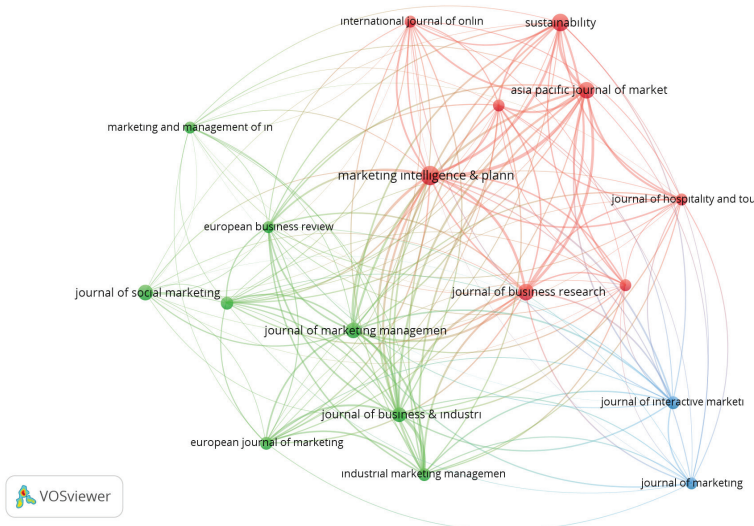 international journal of onlin
sustainability
asia pacific journal of market
marketing and management of in
marketing intelligence & plann
journal of hospitality and tou
european business review
journal of social marketing
journal of business research
journal of marketing managemen
journal of interactive marketi
journal of business & industri
european journal of marketing
industrial marketing managemen
journal of marketing
VOSviewer